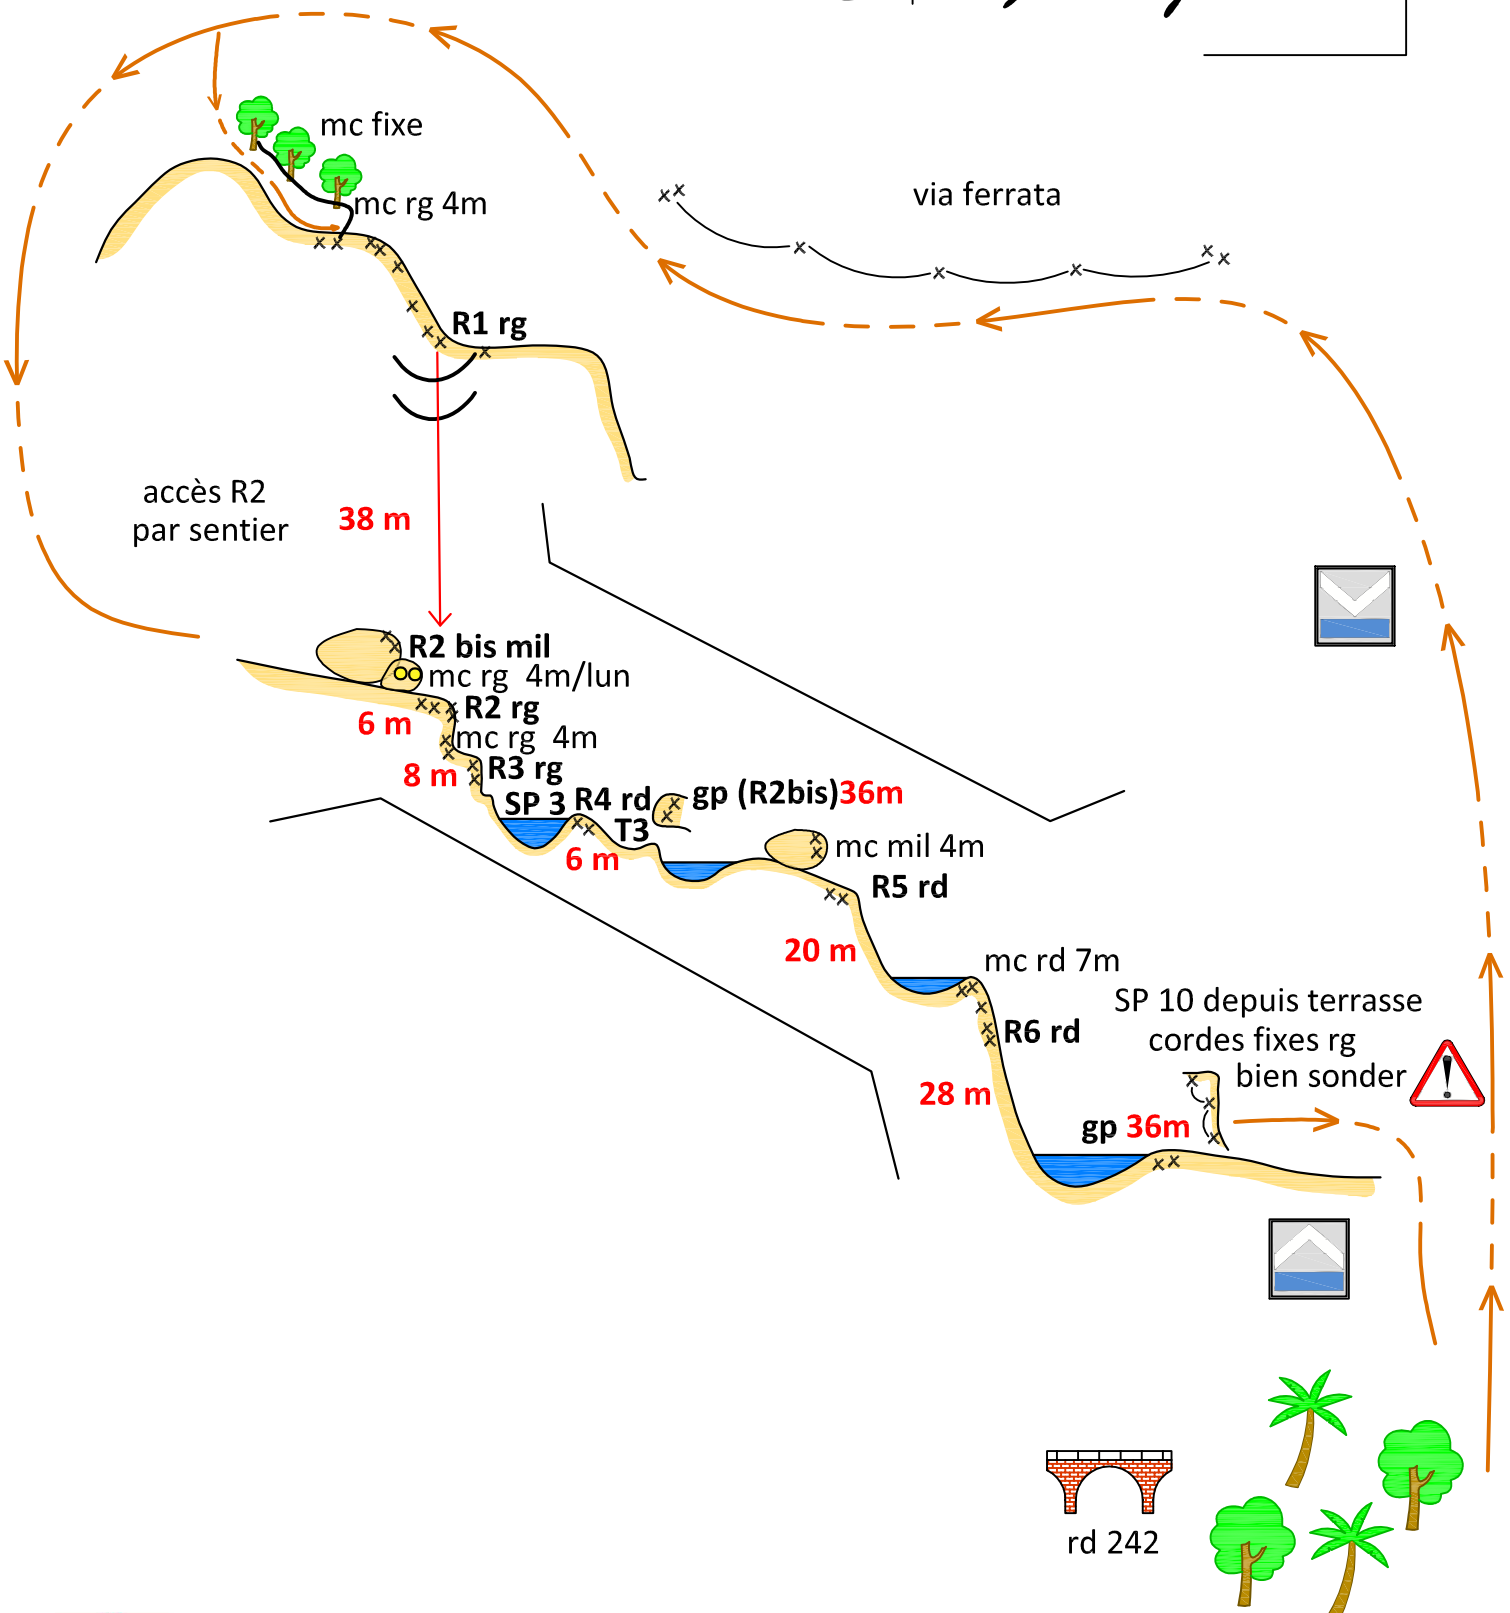 mc fixe
mc rg 4m
via ferrata
R1 rg
accès R2
par sentier
38 m
R2 bis mil
mc rg 4m/lun
R2 rg
6 m
mc rg 4m
R3 rg
8 m
SP 3
R4 rd
gp (R2bis)36m
T3
6 m
mc mil 4m
R5 rd
20 m
mc rd 7m
SP 10 depuis terrasse
cordes fixes rg
bien sonder
R6 rd
28 m
gp 36m
rd 242